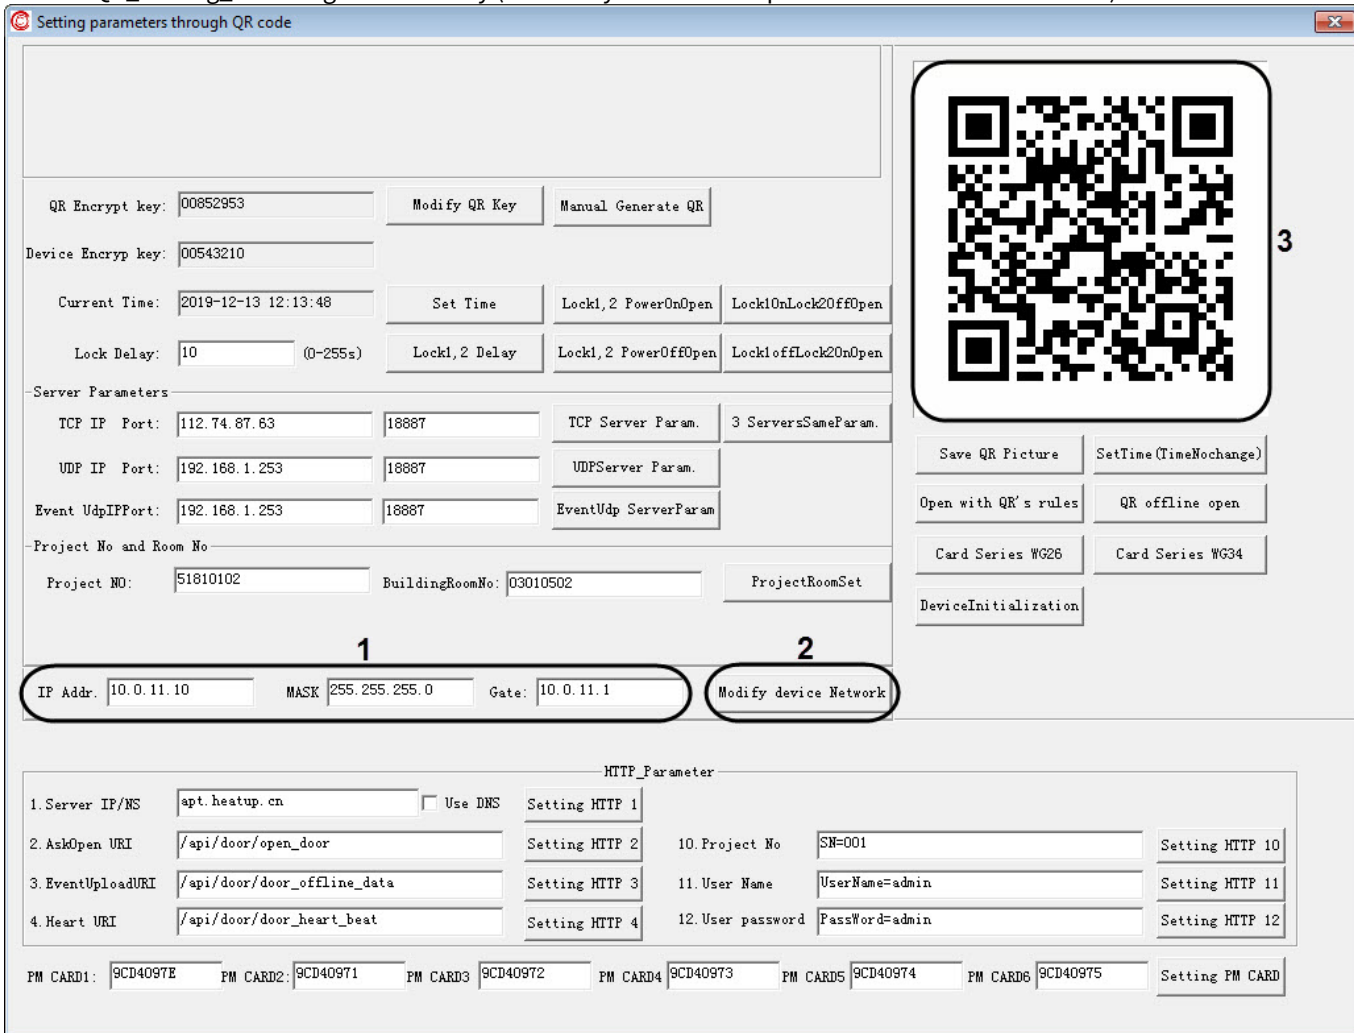 Setting parameters through QR code
QR Encrypt key: 00852953 Modify QR Key Manual Generate QR
Device Encryp key: 00543210
Current Time: 2019-12-13 12:13:48 Set Time Lock1,2 PowerOnOpen Lock1OnLock2OffOpen
Lock Delay: 10 (0-255s) Lock1,2 Delay Lock1,2 PowerOffOpen Lock1offLock2OnOpen
Server Parameters
TCP IP Port: 112.74.87.63 18887 TCP Server Param. 3 ServersSameParam.
UDP IP Port: 192.168.1.253 18887 UDPServer Param.
Event UdpIPPort: 192.168.1.253 18887 EventUdp ServerParam
Project No and Room No
Project NO: 51810102 BuildingRoomNo: 03010502 ProjectRoomSet
1 2
IP Addr. 10.0.11.10 MASK 255.255.255.0 Gate: 10.0.11.1 Modify device Network
3
Save QR Picture SetTime(TimeNochange)
Open with QR's rules QR offline open
Card Series WG26 Card Series WG34
DeviceInitialization
HTTP_Parameter
1.Server IP/NS apt.heatup.cn Use DNS Setting HTTP 1
2.AskOpen URI /api/door/open_door Setting HTTP 2 10.Project No SN=001 Setting HTTP 10
3.EventUploadURI /api/door/door_offline_data Setting HTTP 3 11.User Name UserName=admin Setting HTTP 11
4.Heart URI /api/door/door_heart_beat Setting HTTP 4 12.User password PassWord=admin Setting HTTP 12
PM CARD1: 9CD4097E PM CARD2: 9CD40971 PM CARD3 9CD40972 PM CARD4 9CD40973 PM CARD5 9CD40974 PM CARD6 9CD40975 Setting PM CARD